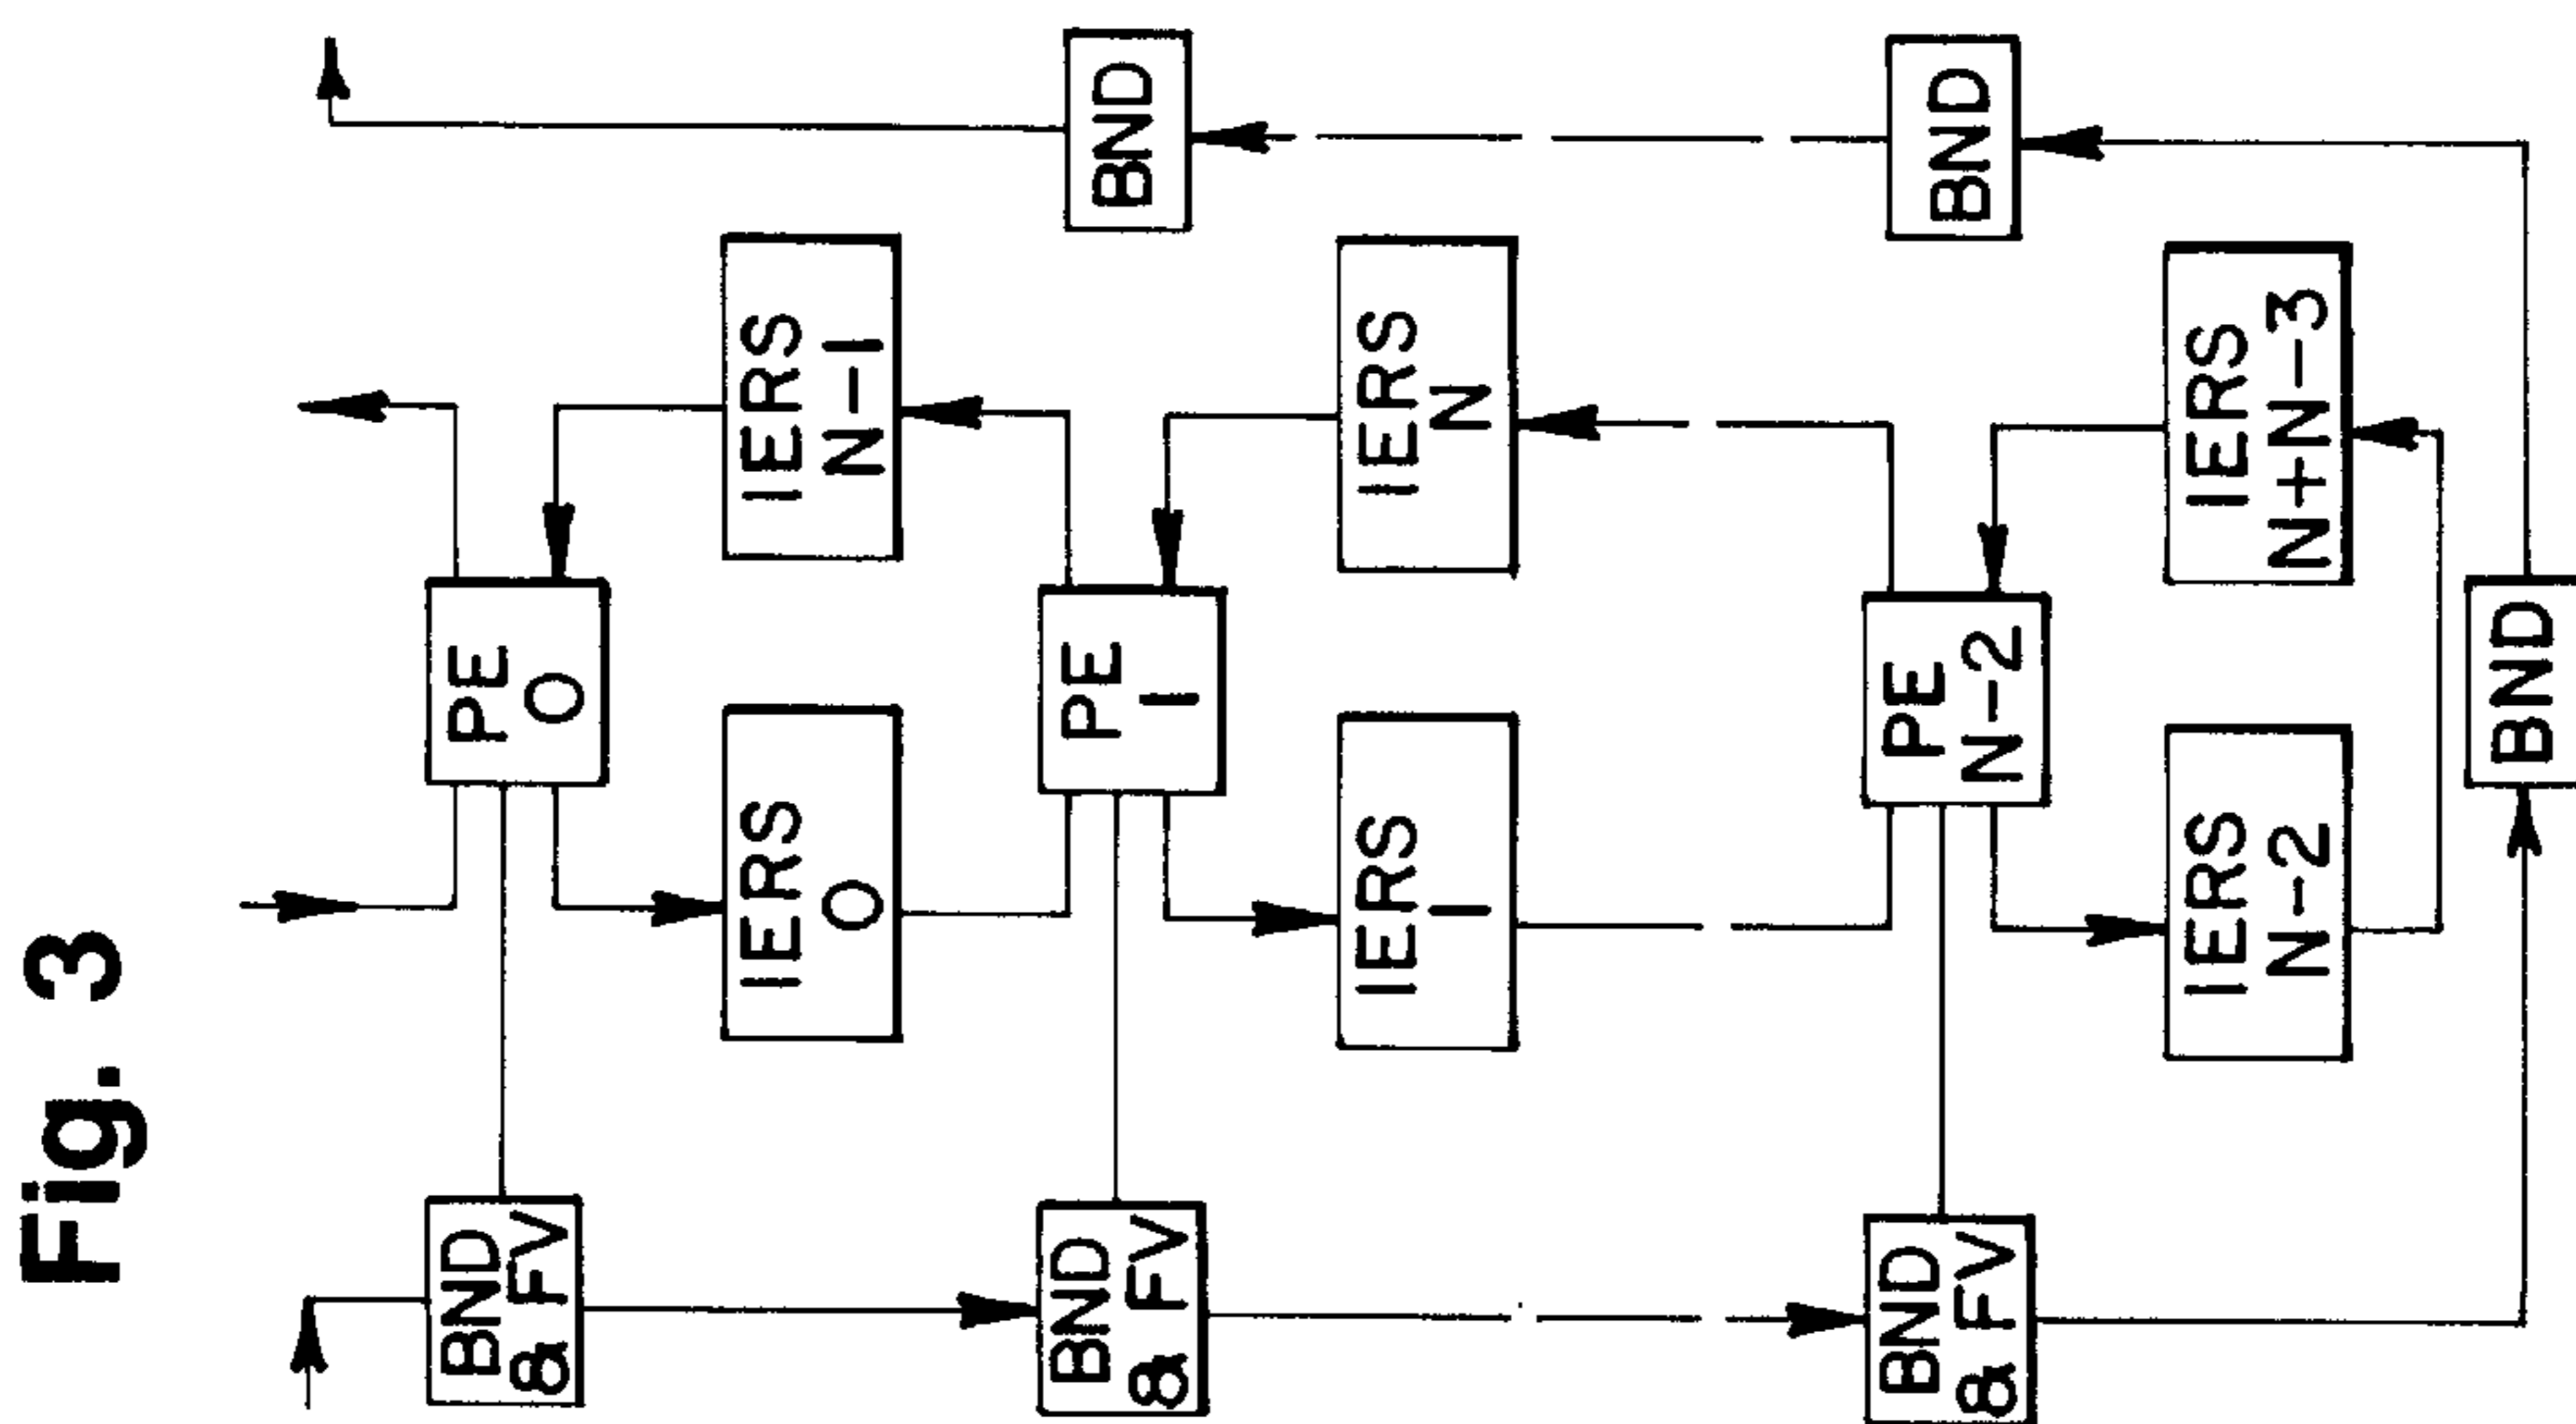 Fig. 3
BND
& FV
BND
& FV
BND
& FV
IERS
0
IERS
1
IERS
N-2
PE
0
PE
1
PE
N-2
BND
IERS
N-1
IERS
N
IERS
N+N-3
BND
BND